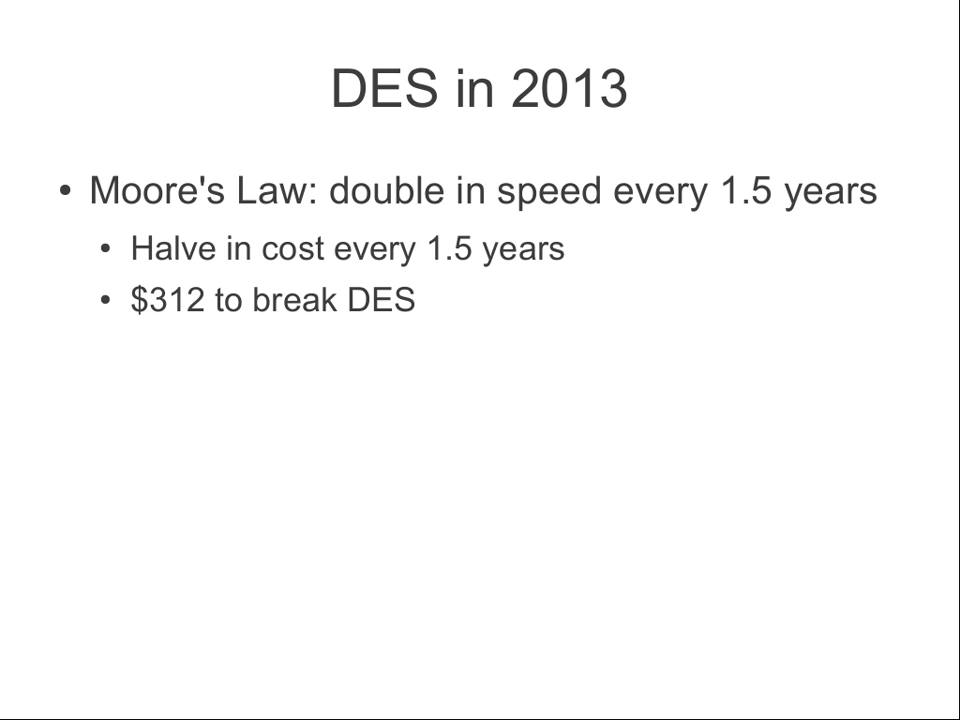 DES in 2013
• Moore's Law: double in speed every 1.5 years
• Halve in cost every 1.5 years
• $312 to break DES